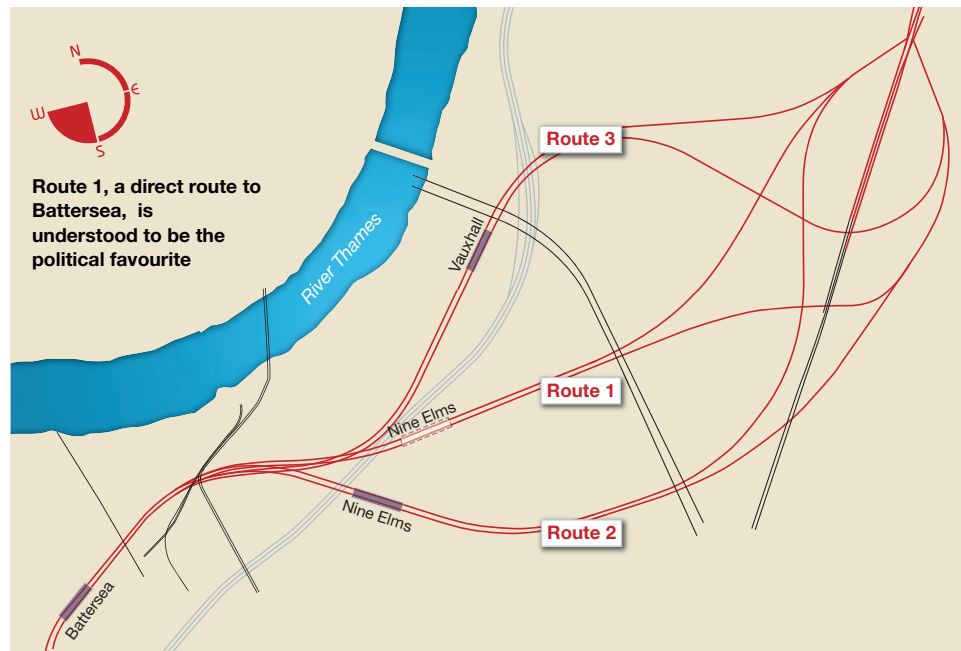 N
E
S
W
Route 1, a direct route to
Battersea, is
understood to be the
political favourite
River Thames
Vauxhall
Route 3
Route 1
Nine Elms
Nine Elms
Route 2
Battersea